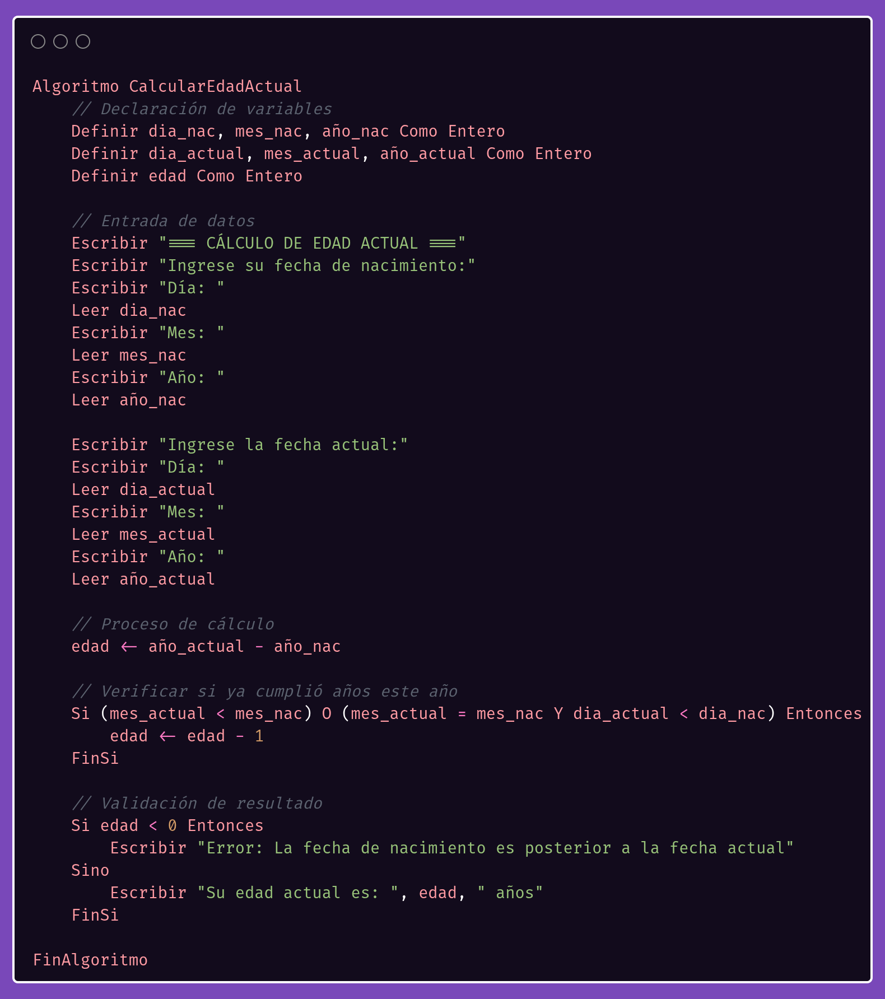 Algoritmo CalcularEdadActual
// Declaración de variables
Definir dia_nac, mes_nac, año_nac Como Entero
Definir dia_actual, mes_actual, año_actual Como Entero
Definir edad Como Entero
// Entrada de datos
Escribir "=== CÁLCULO DE EDAD ACTUAL ==="
Escribir "Ingrese su fecha de nacimiento:"
Escribir "Día: "
Leer dia_nac
Escribir "Mes: "
Leer mes_nac
Escribir "Año: "
Leer año_nac
Escribir "Ingrese la fecha actual:"
Escribir "Día: "
Leer dia_actual
Escribir "Mes: "
Leer mes_actual
Escribir "Año: "
Leer año_actual
// Proceso de cálculo
edad <- año_actual - año_nac
// Verificar si ya cumplió años este año
Si (mes_actual < mes_nac) O (mes_actual = mes_nac Y dia_actual < dia_nac) Entonces
edad <- edad - 1
FinSi
// Validación de resultado
Si edad < 0 Entonces
Escribir "Error: La fecha de nacimiento es posterior a la fecha actual"
Sino
Escribir "Su edad actual es: ", edad, " años"
FinSi
FinAlgoritmo